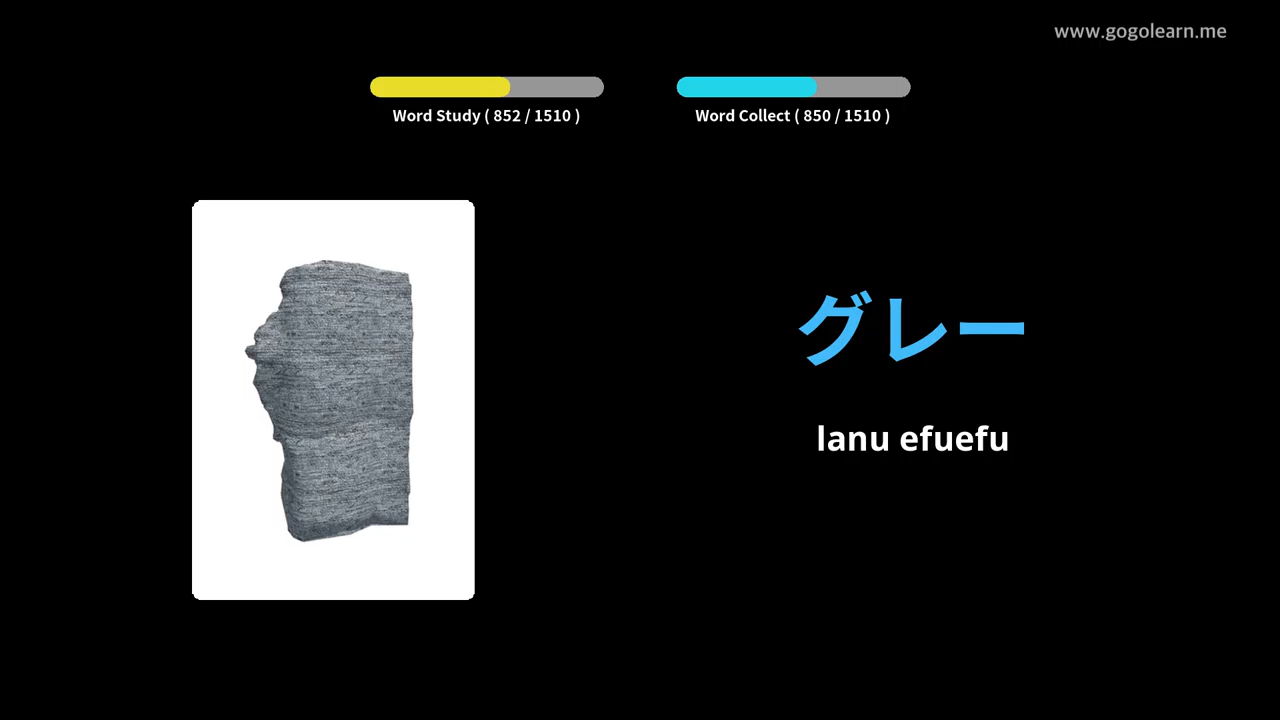 www.gogolearn.me
Word Study ( 852 / 1510 )
Word Collect ( 850 / 1510 )
グレー
lanu efuefu